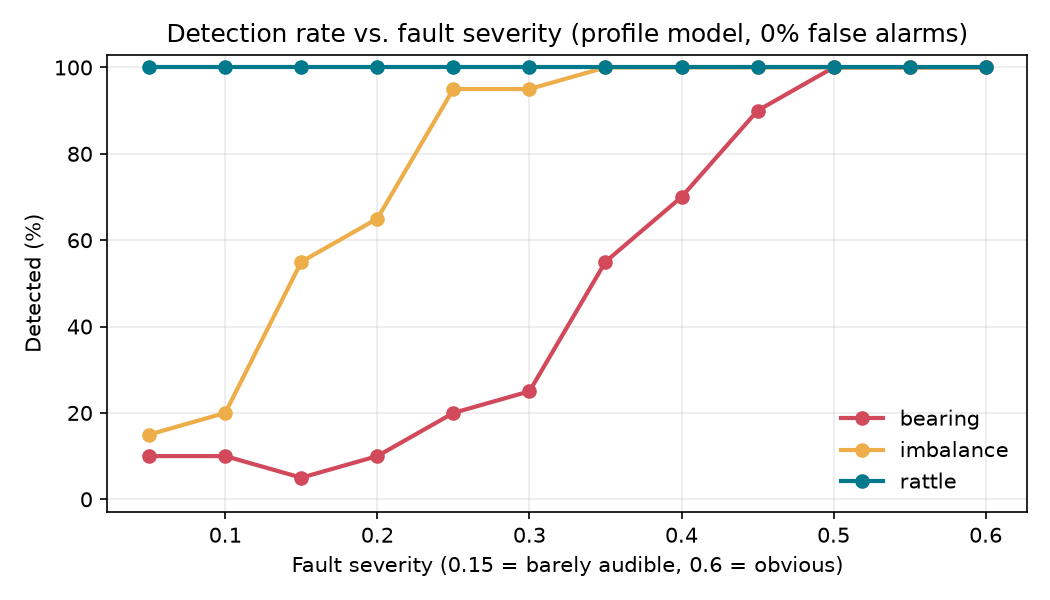 Detection rate vs. fault severity (profile model, 0% false alarms)
Detected (%)
100
80
60
40
20
0
bearing
imbalance
rattle
0.1 0.2 0.3 0.4 0.5 0.6
Fault severity (0.15 = barely audible, 0.6 = obvious)